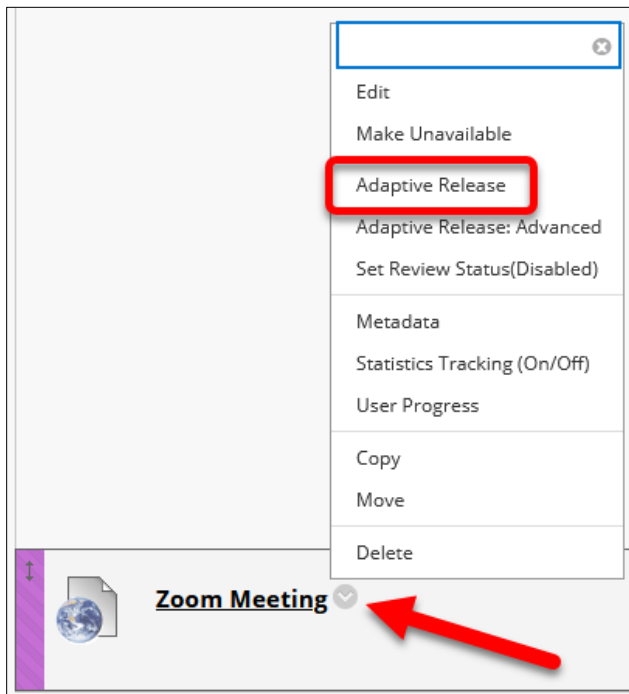 Edit
Make Unavailable
Adaptive Release
Adaptive Release: Advanced
Set Review Status(Disabled)
Metadata
Statistics Tracking (On/Off)
User Progress
Copy
Move
Delete
Zoom Meeting